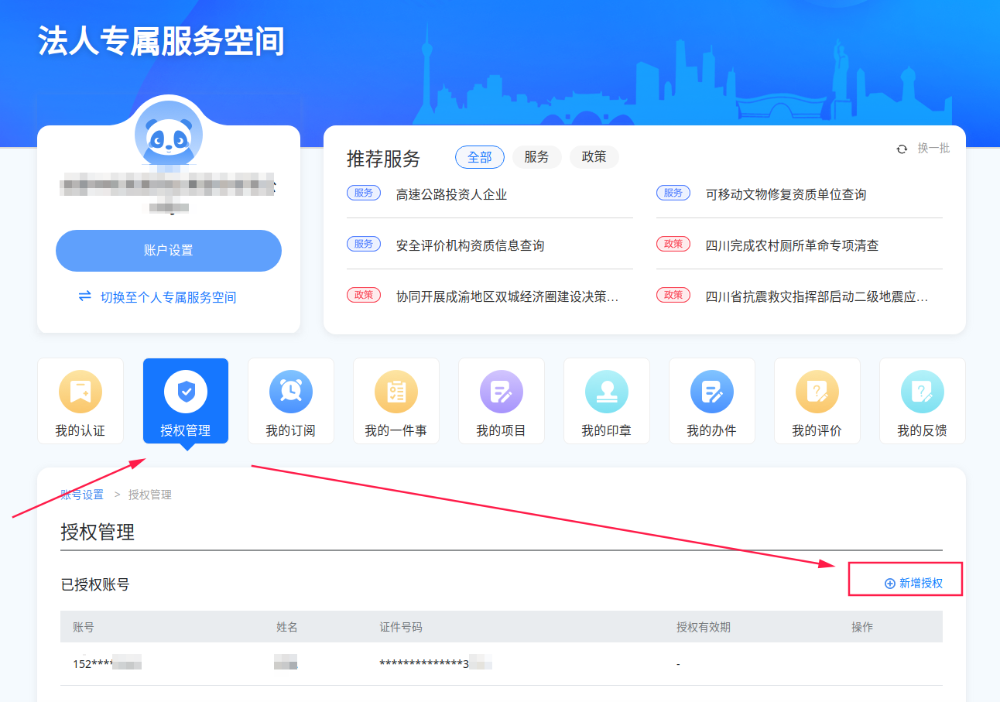 法人专属服务空间
账户设置
切换至个人专属服务空间
推荐服务 全部 服务 政策 换一批
服务 高速公路投资人企业 服务 可移动文物修复资质单位查询
服务 安全评价机构资质信息查询 政策 四川完成农村厕所革命专项清查
政策 协同开展成渝地区双城经济圈建设决策... 政策 四川省抗震救灾指挥部启动二级地震应...
我的认证 授权管理 我的订阅 我的一件事 我的项目 我的印章 我的办件 我的评价 我的反馈
账号设置 > 授权管理
授权管理
已授权账号 新增授权
账号 姓名 证件号码 授权有效期 操作
152**** **************3 -